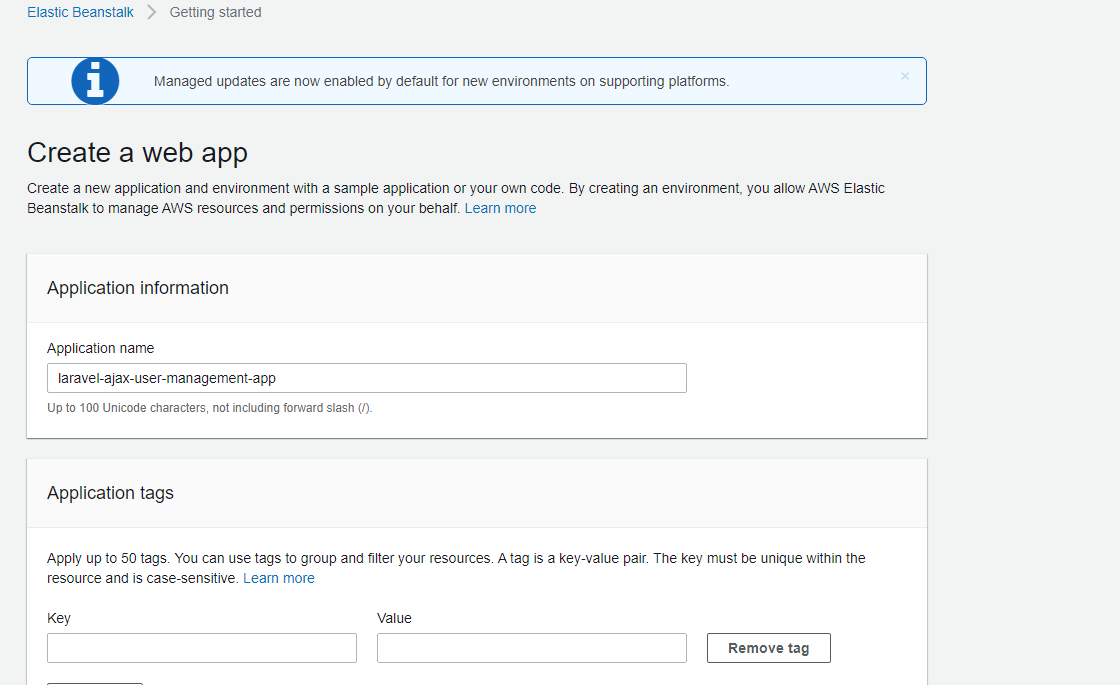 Elastic Beanstalk > Getting started
Managed updates are now enabled by default for new environments on supporting platforms. ×
Create a web app
Create a new application and environment with a sample application or your own code. By creating an environment, you allow AWS Elastic
Beanstalk to manage AWS resources and permissions on your behalf. Learn more
Application information
Application name
laravel-ajax-user-management-app
Up to 100 Unicode characters, not including forward slash (/).
Application tags
Apply up to 50 tags. You can use tags to group and filter your resources. A tag is a key-value pair. The key must be unique within the
resource and is case-sensitive. Learn more
Key Value
Remove tag